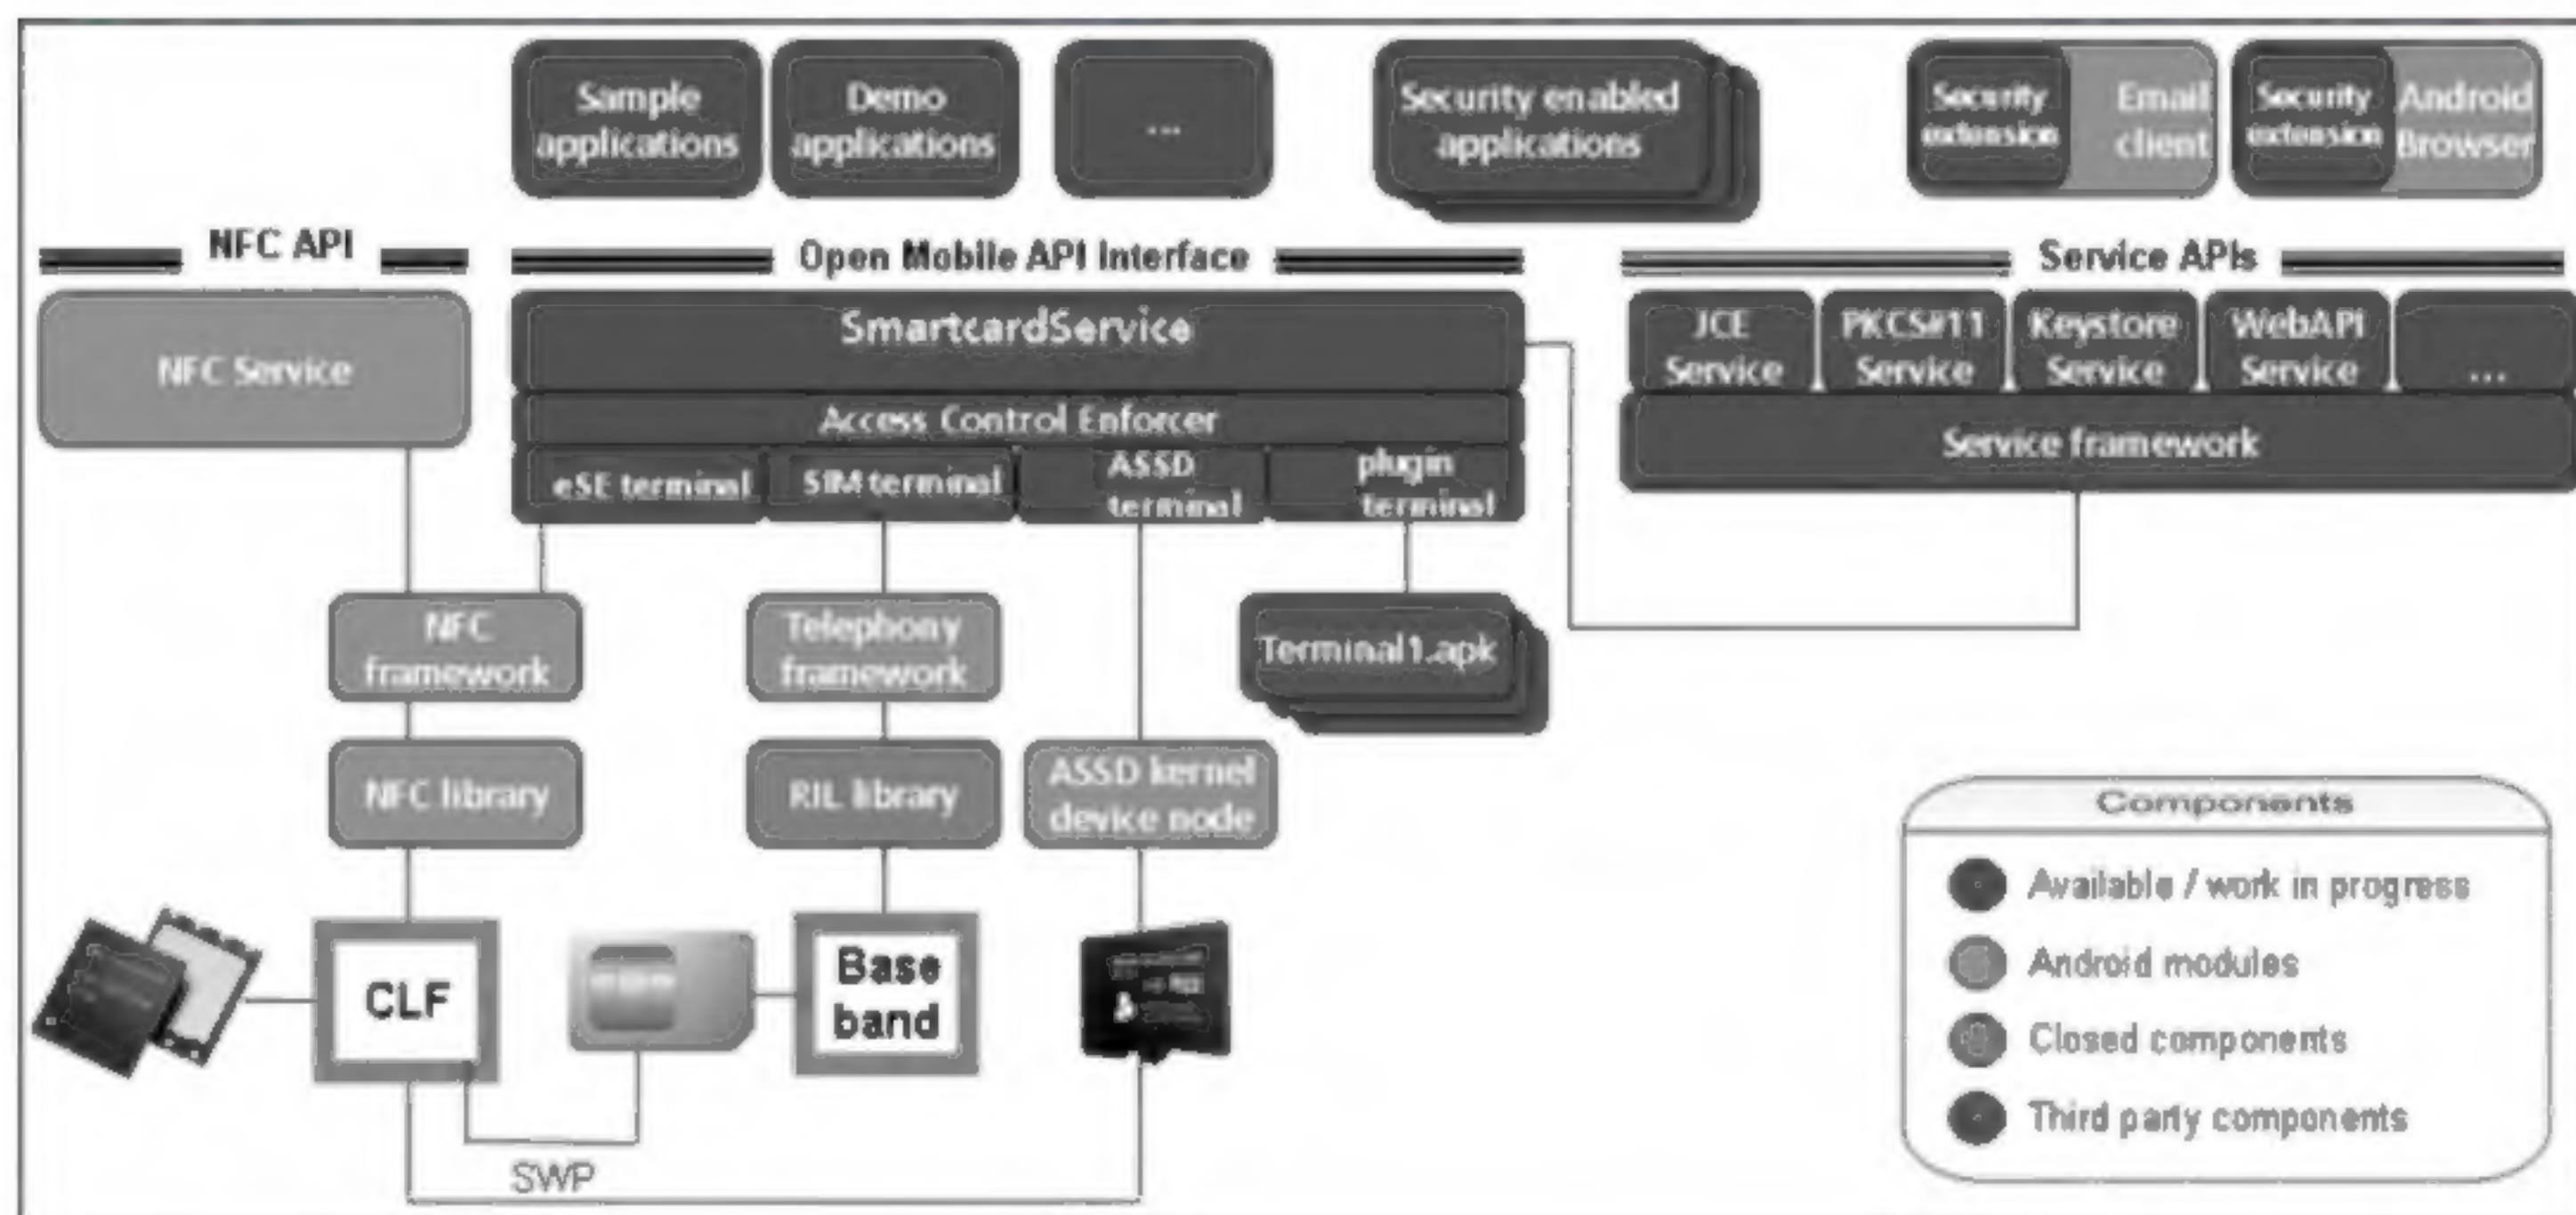 Sample
applications
Demo
applications
...
Security enabled
applications
Security
extension
Email
client
Security
extension
Android
Browser
NFC API
Open Mobile API Interface
Service APIs
NFC Service
SmartcardService
Access Control Enforcer
eSE terminal
SIM terminal
ASSD
terminal
plugin
terminal
JCE
Service
PKCS#11
Service
Keystore
Service
WebAPI
Service
...
Service framework
NFC
framework
Telephony
framework
Terminal1.apk
NFC library
RIL library
ASSD kernel
device node
CLF
Base
band
SWP
Components
Available / work in progress
Android modules
Closed components
Third party components